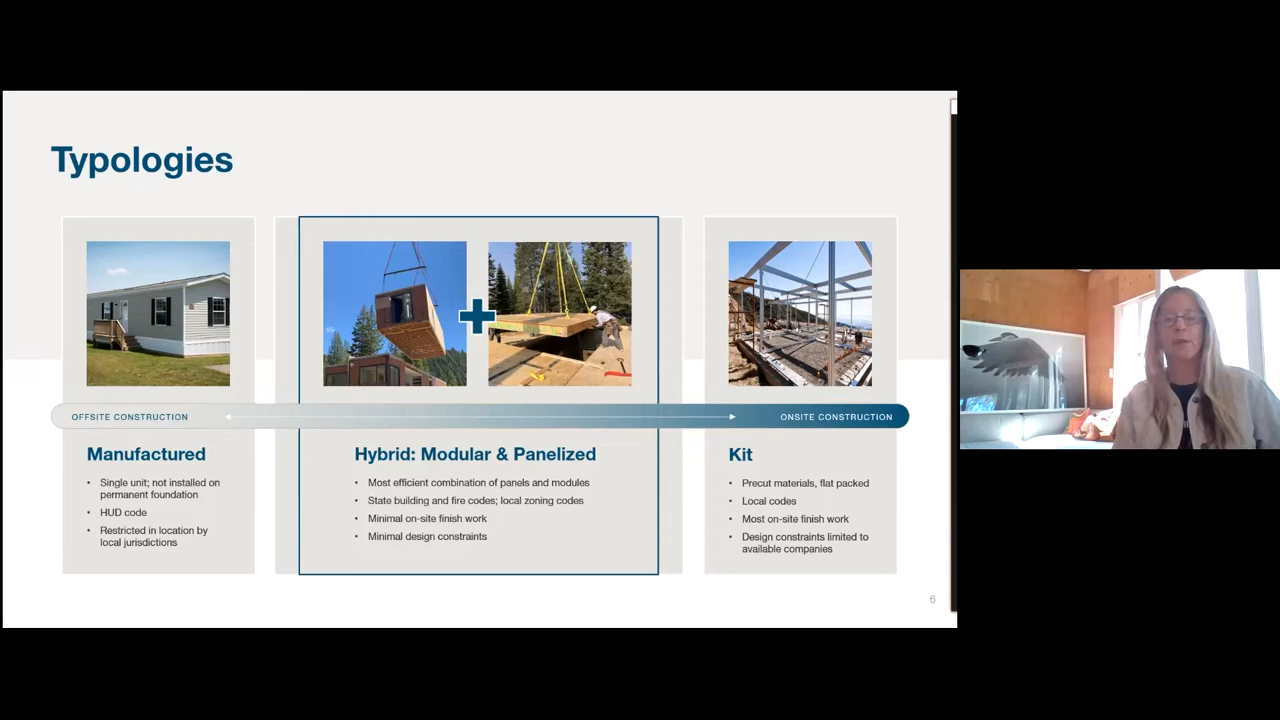 Typologies
OFFSITE CONSTRUCTION
ONSITE CONSTRUCTION
Manufactured
• Single unit; not installed on
permanent foundation
• HUD code
• Restricted in location by
local jurisdictions
Hybrid: Modular & Panelized
• Most efficient combination of panels and modules
• State building and fire codes; local zoning codes
• Minimal on-site finish work
• Minimal design constraints
Kit
• Precut materials, flat packed
• Local codes
• Most on-site finish work
• Design constraints limited to
available companies
6